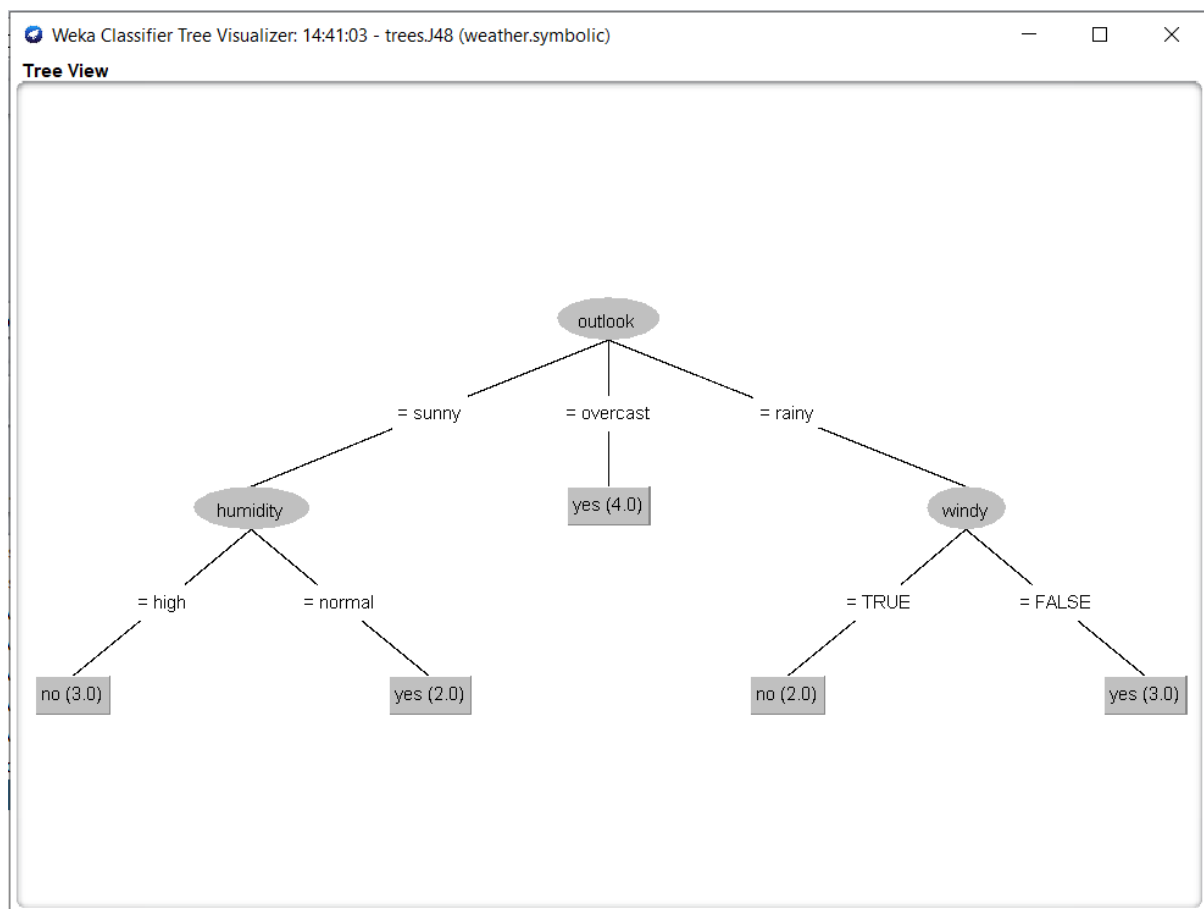 Weka Classifier Tree Visualizer: 14:41:03 - trees.J48 (weather.symbolic)
Tree View
outlook
= sunny
= overcast
= rainy
humidity
yes (4.0)
windy
= high
= normal
= TRUE
= FALSE
no (3.0)
yes (2.0)
no (2.0)
yes (3.0)